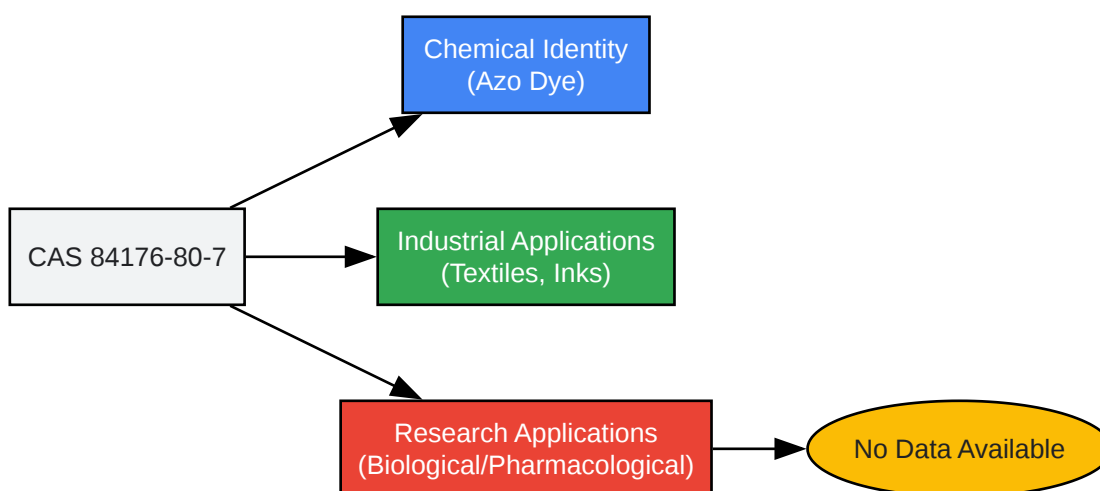 Chemical Identity
(Azo Dye)
CAS 84176-80-7
Industrial Applications
(Textiles, Inks)
Research Applications
(Biological/Pharmacological)
No Data Available